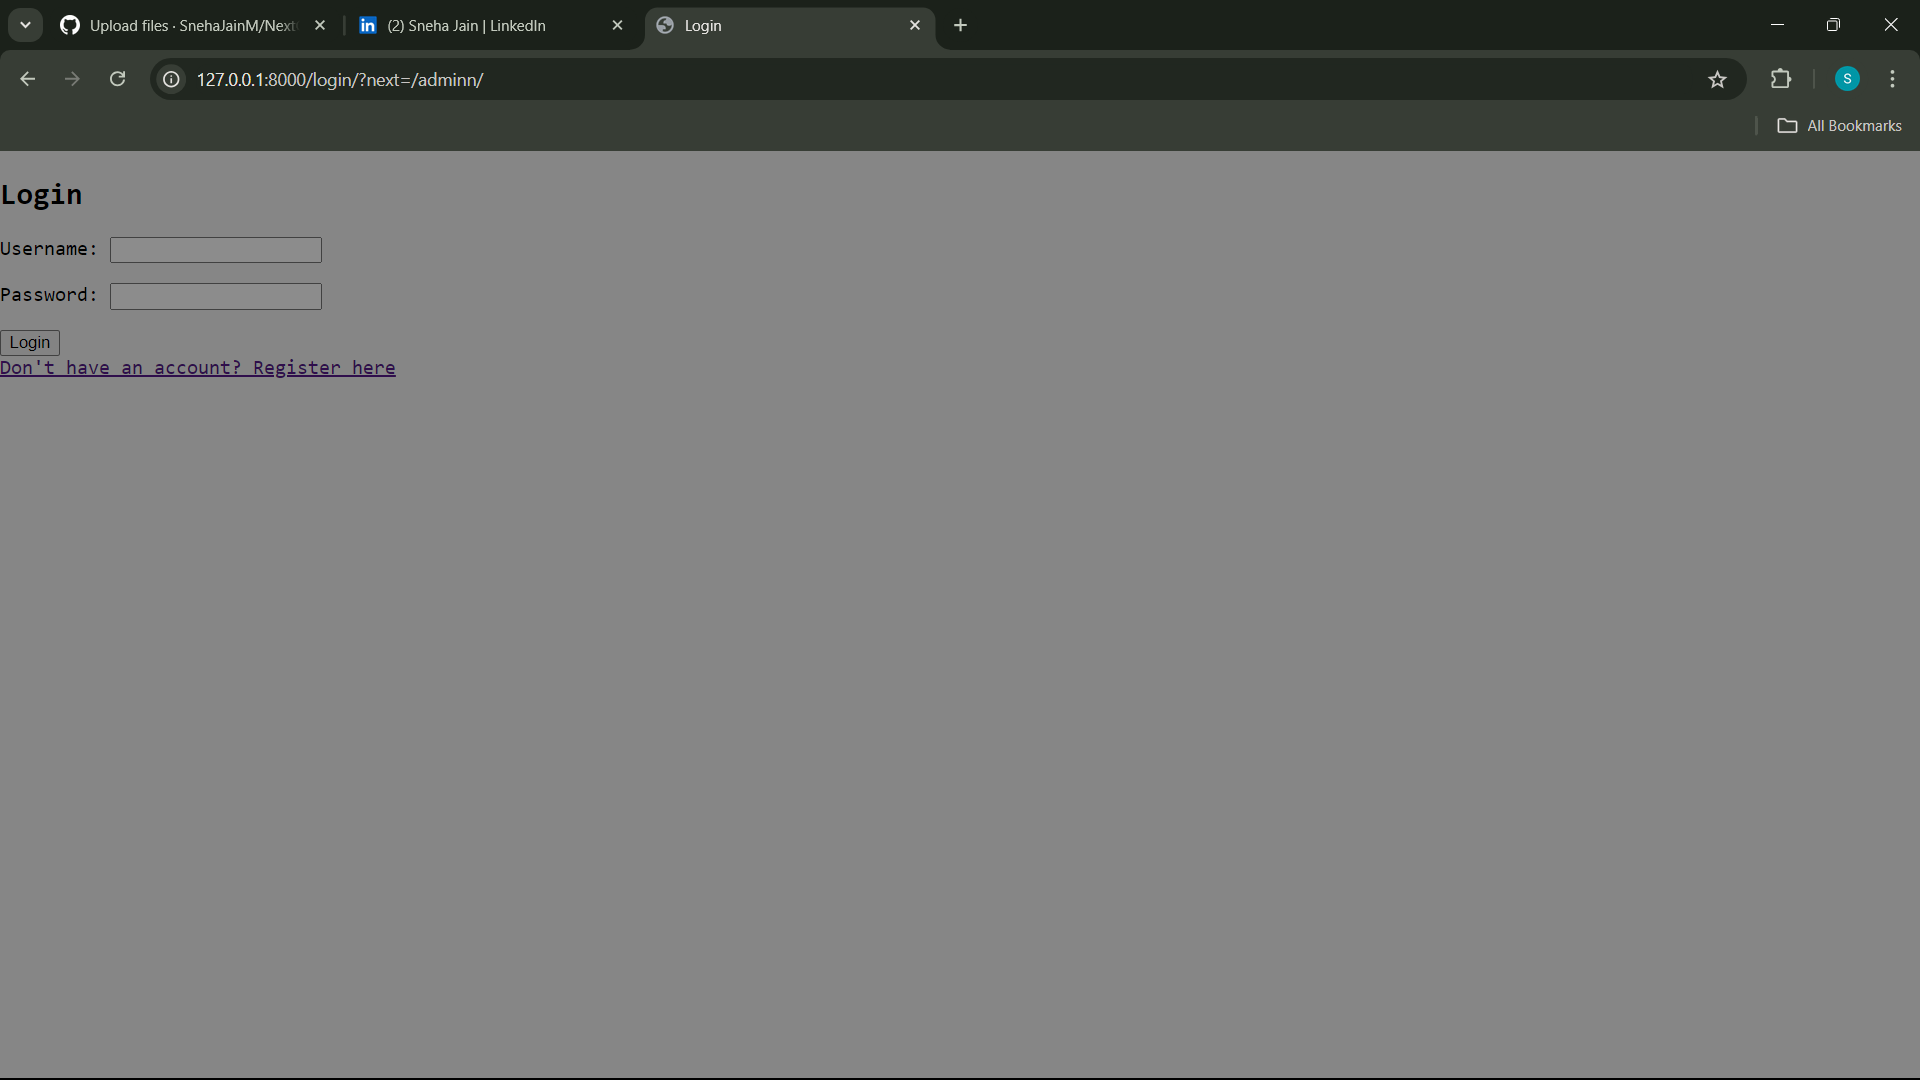 Upload files · SnehaJainM/Next
(2) Sneha Jain | LinkedIn
Login
127.0.0.1:8000/login/?next=/adminn/
S
All Bookmarks
Login
Username:
Password:
Login
Don't have an account? Register here